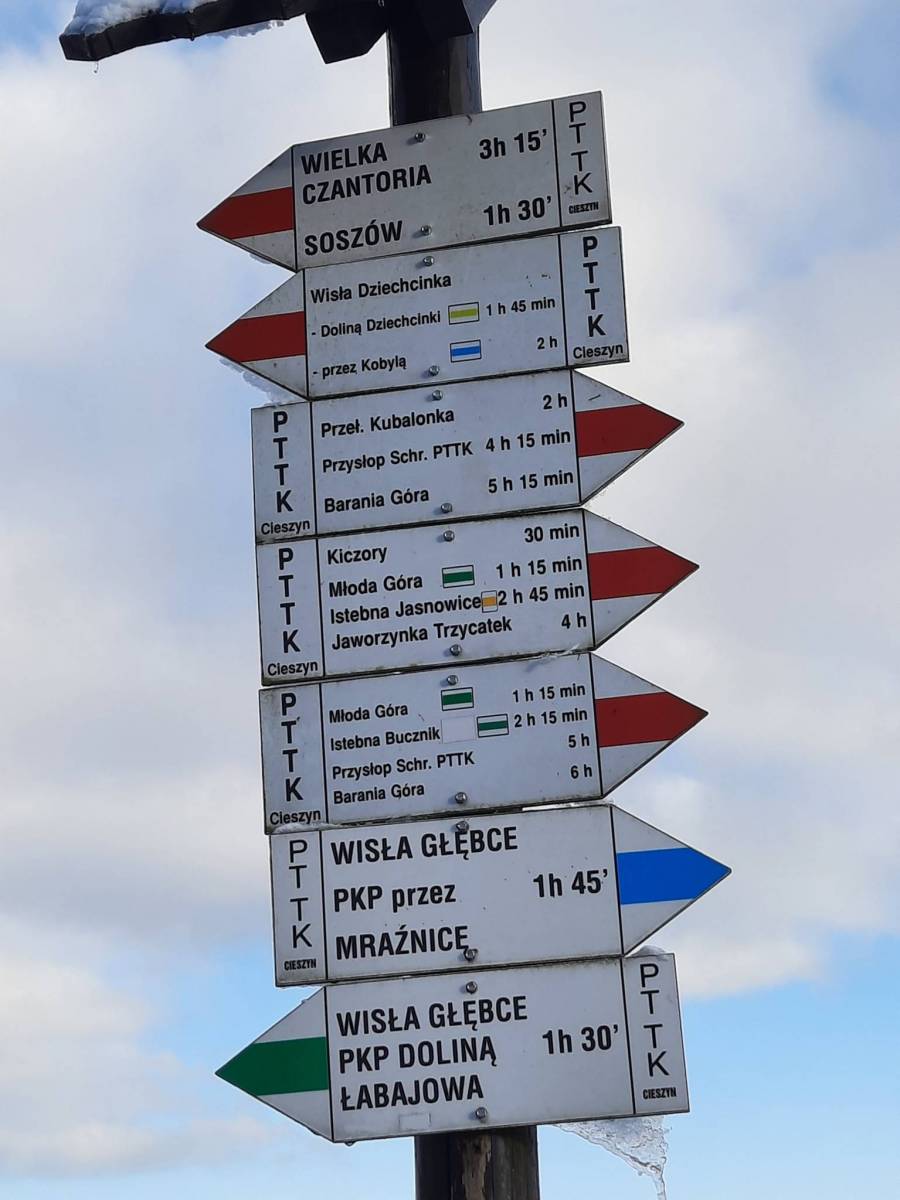 WIELKA
CZANTORIA 3h 15'
SOSZÓW 1h 30'
PTTK
CIESZYN
Wisła Dziechcinka
- Doliną Dziechcinki 1 h 45 min
- przez Kobylą 2 h
PTTK
Cieszyn
PTTK
Cieszyn
Przeł. Kubalonka 2 h
Przysłop Schr. PTTK 4 h 15 min
Barania Góra 5 h 15 min
PTTK
Cieszyn
Kiczory 30 min
Młoda Góra 1 h 15 min
Istebna Jasnowice 2 h 45 min
Jaworzynka Trzycatek 4 h
PTTK
Cieszyn
Młoda Góra 1 h 15 min
Istebna Bucznik 2 h 15 min
Przysłop Schr. PTTK 5 h
Barania Góra 6 h
PTTK
CIESZYN
WISŁA GŁĘBCE
PKP przez 1h 45'
MRAŹNICĘ
WISŁA GŁĘBCE
PKP DOLINĄ 1h 30'
ŁABAJOWA
PTTK
CIESZYN